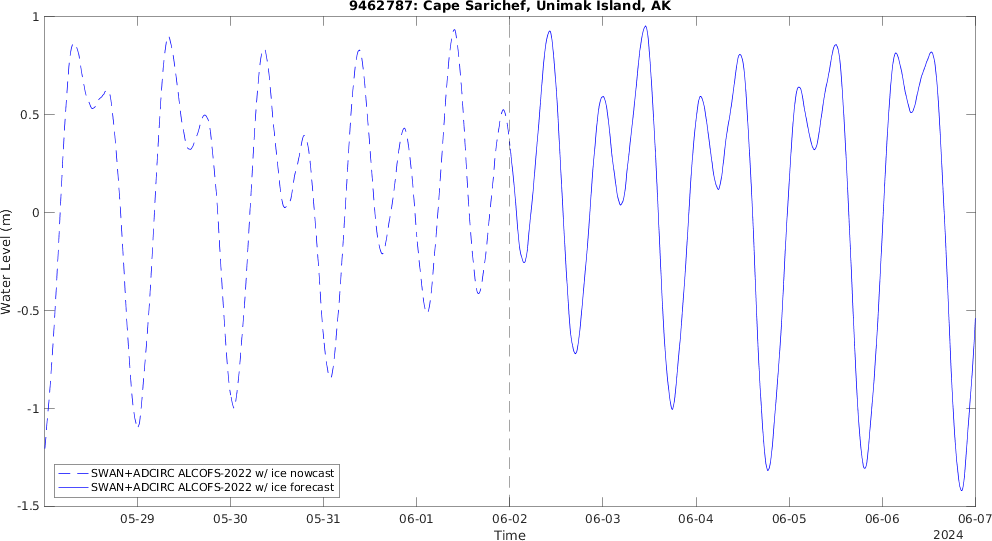 9462787: Cape Sarichef, Unimak Island, AK
1
0.5
0
-0.5
-1
-1.5
Water Level (m)
SWAN+ADCIRC ALCOFS-2022 w/ ice nowcast
SWAN+ADCIRC ALCOFS-2022 w/ ice forecast
05-29 05-30 05-31 06-01 06-02 06-03 06-04 06-05 06-06 06-07
Time
2024